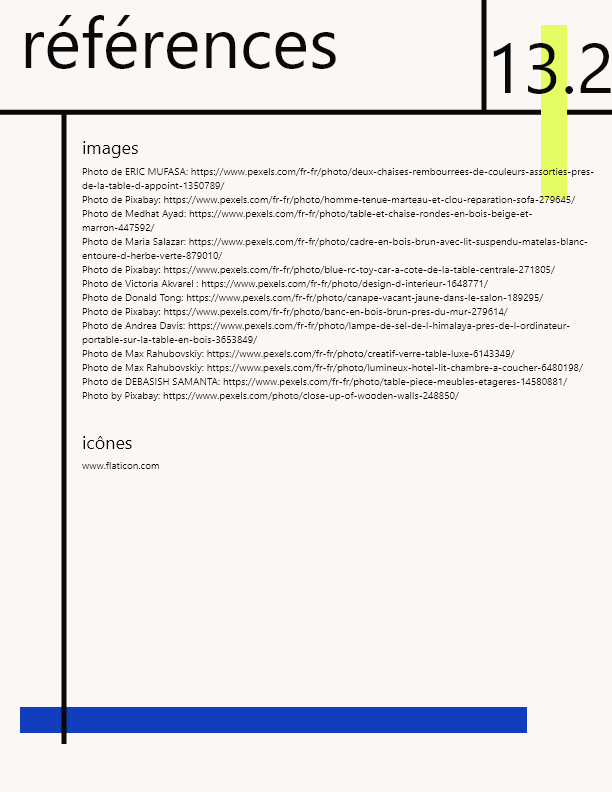 références
13.2
images
Photo de ERIC MUFASA: https://www.pexels.com/fr-fr/photo/deux-chaises-rembourrees-de-couleurs-assorties-pres-
de-la-table-d-appoint-1350789/
Photo de Pixabay: https://www.pexels.com/fr-fr/photo/homme-tenue-marteau-et-clou-reparation-sofa-279645/
Photo de Medhat Ayad: https://www.pexels.com/fr-fr/photo/table-et-chaise-rondes-en-bois-beige-et-
marron-447592/
Photo de Maria Salazar: https://www.pexels.com/fr-fr/photo/cadre-en-bois-brun-avec-lit-suspendu-matelas-blanc-
entoure-d-herbe-verte-879010/
Photo de Pixabay: https://www.pexels.com/fr-fr/photo/blue-rc-toy-car-a-cote-de-la-table-centrale-271805/
Photo de Victoria Akvarel : https://www.pexels.com/fr-fr/photo/design-d-interieur-1648771/
Photo de Donald Tong: https://www.pexels.com/fr-fr/photo/canape-vacant-jaune-dans-le-salon-189295/
Photo de Pixabay: https://www.pexels.com/fr-fr/photo/banc-en-bois-brun-pres-du-mur-279614/
Photo de Andrea Davis: https://www.pexels.com/fr-fr/photo/lampe-de-sel-de-l-himalaya-pres-de-l-ordinateur-
portable-sur-la-table-en-bois-3653849/
Photo de Max Rahubovskiy: https://www.pexels.com/fr-fr/photo/creatif-verre-table-luxe-6143349/
Photo de Max Rahubovskiy: https://www.pexels.com/fr-fr/photo/lumineux-hotel-lit-chambre-a-coucher-6480198/
Photo de DEBASISH SAMANTA: https://www.pexels.com/fr-fr/photo/table-piece-meubles-etageres-14580881/
Photo by Pixabay: https://www.pexels.com/photo/close-up-of-wooden-walls-248850/
icônes
www.flaticon.com